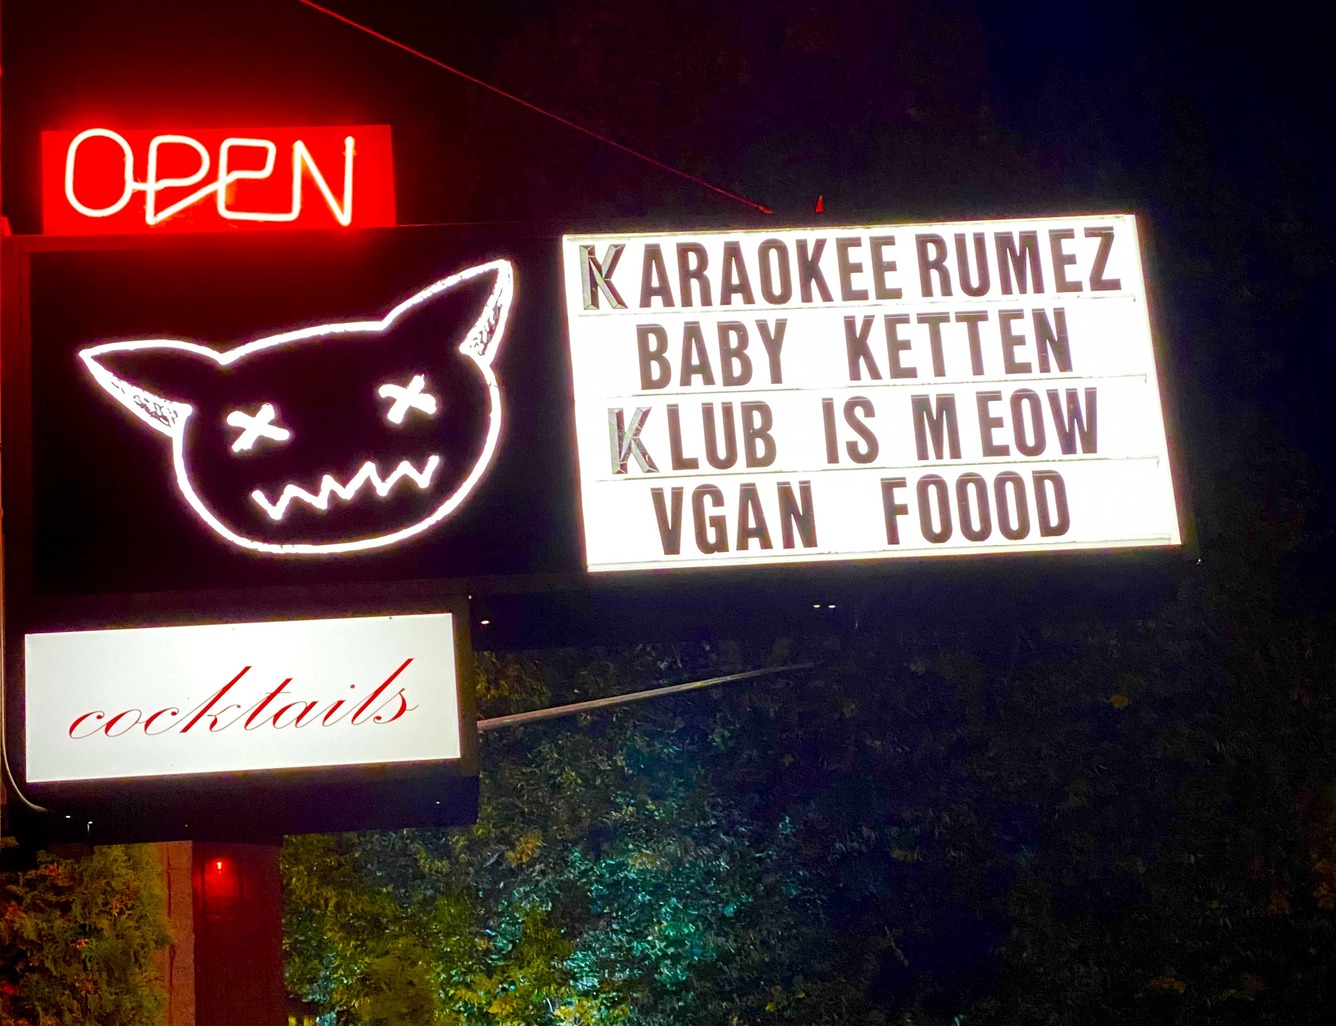 OPEN
KARAOKEE RUMEZ
BABY KETTEN
KLUB IS MEOW
VGAN FOOOD
cocktails